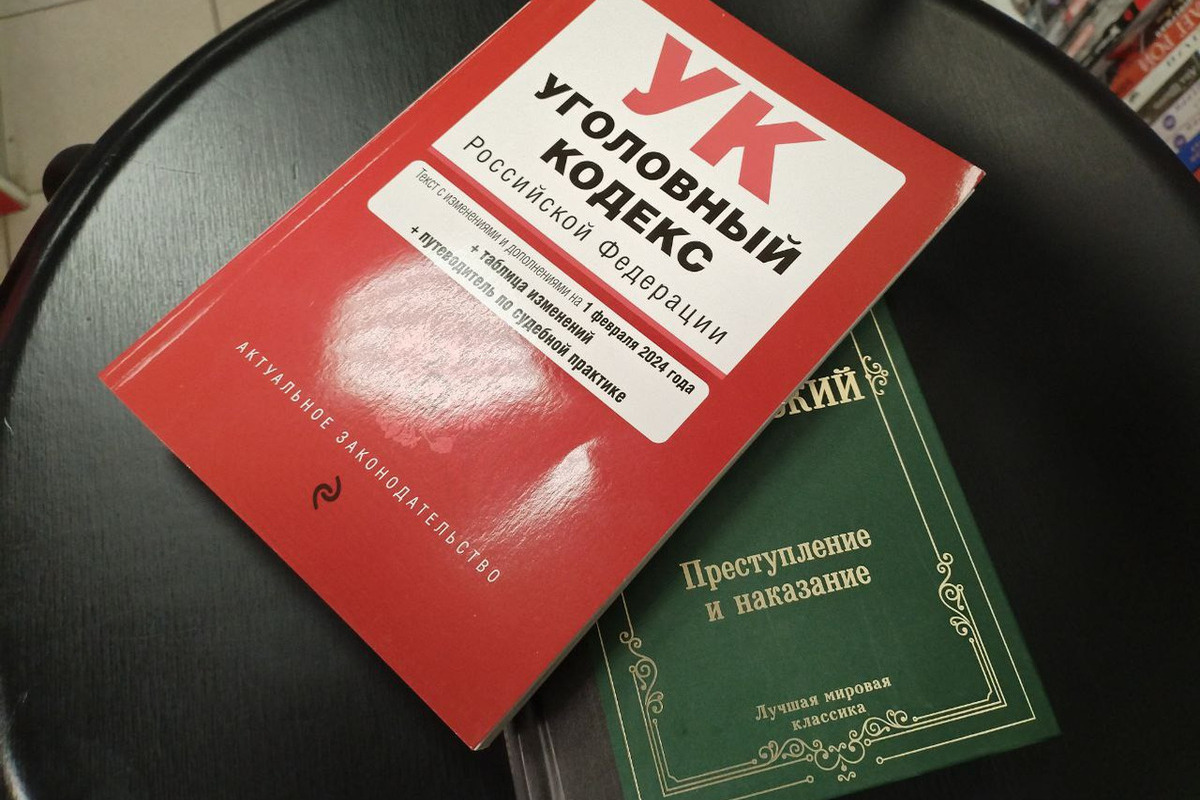 УК
УГОЛОВНЫЙ
КОДЕКС
Российской Федерации
Текст с изменениями и дополнениями на 1 февраля 2024 года
+ таблица изменений
+ путеводитель по судебной практике
АКТУАЛЬНОЕ ЗАКОНОДАТЕЛЬСТВО
Преступление
и наказание
Лучшая мировая
классика